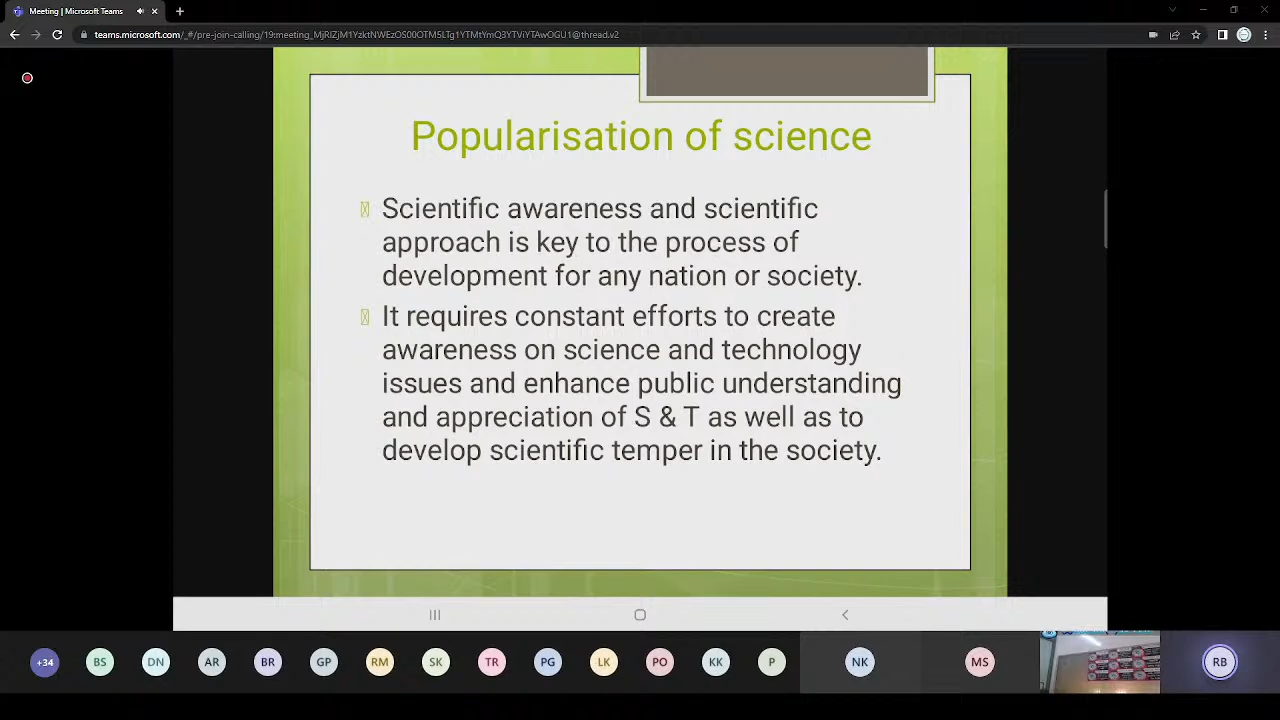 Meeting | Microsoft Teams
teams.microsoft.com/_#/pre-join-calling/19:meeting_MjRlZjM1YzktNWEzOS00OTM5LTg1YTMtYmQ3YTViYTAwOGU1@thread.v2
Popularisation of science
Scientific awareness and scientific
approach is key to the process of
development for any nation or society.
It requires constant efforts to create
awareness on science and technology
issues and enhance public understanding
and appreciation of S & T as well as to
develop scientific temper in the society.
+34 BS DN AR BR GP RM SK TR PG LK PO KK P NK MS RB